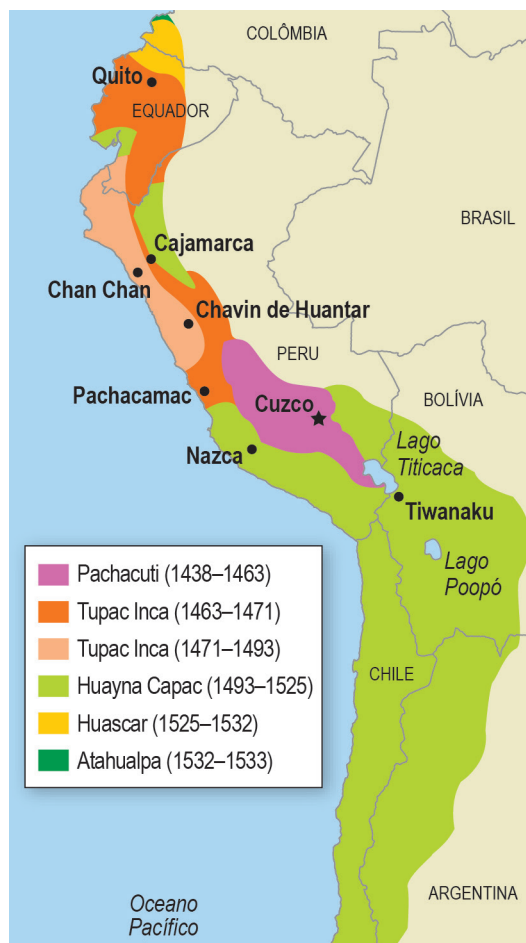 COLÔMBIA
Quito
EQUADOR
BRASIL
Cajamarca
Chan Chan
Chavin de Huantar
PERU
Pachacamac
Cuzco
BOLÍVIA
Lago
Titicaca
Nazca
Tiwanaku
Lago
Poopó
Pachacuti (1438–1463)
Tupac Inca (1463–1471)
Tupac Inca (1471–1493)
Huayna Capac (1493–1525)
Huascar (1525–1532)
Atahualpa (1532–1533)
CHILE
ARGENTINA
Oceano
Pacífico